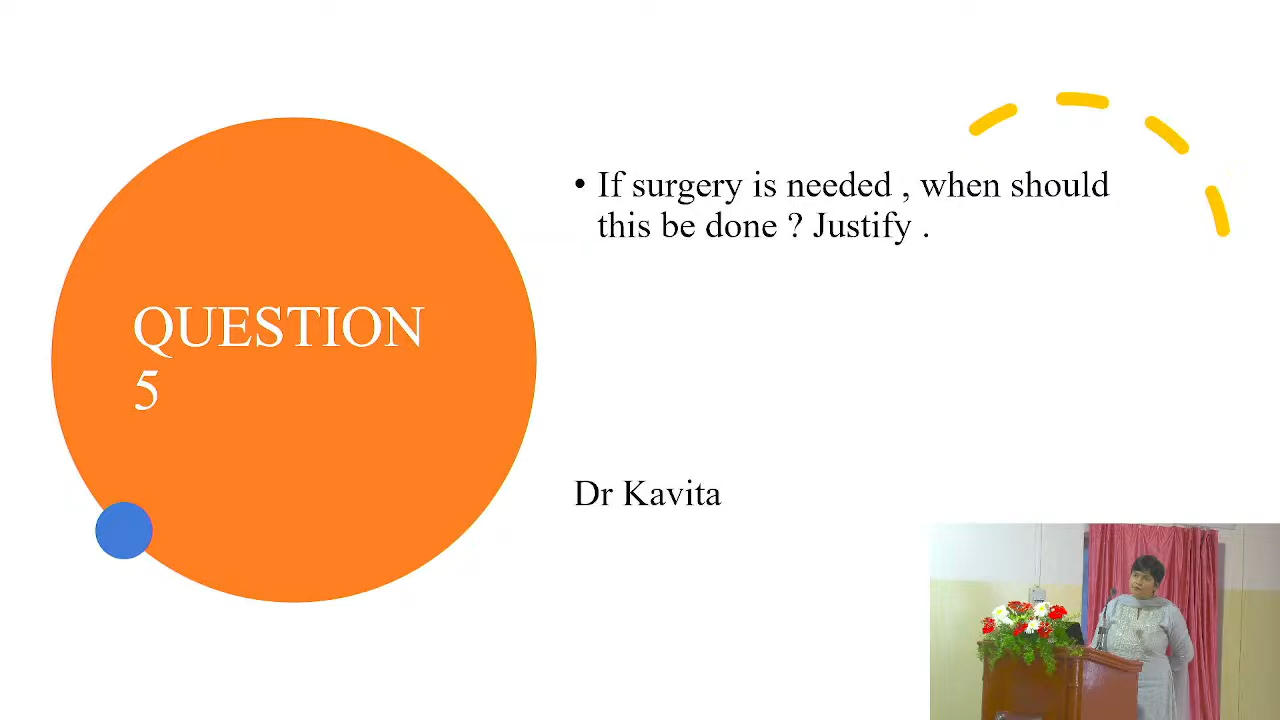 QUESTION
5
• If surgery is needed , when should
this be done ? Justify .
Dr Kavita